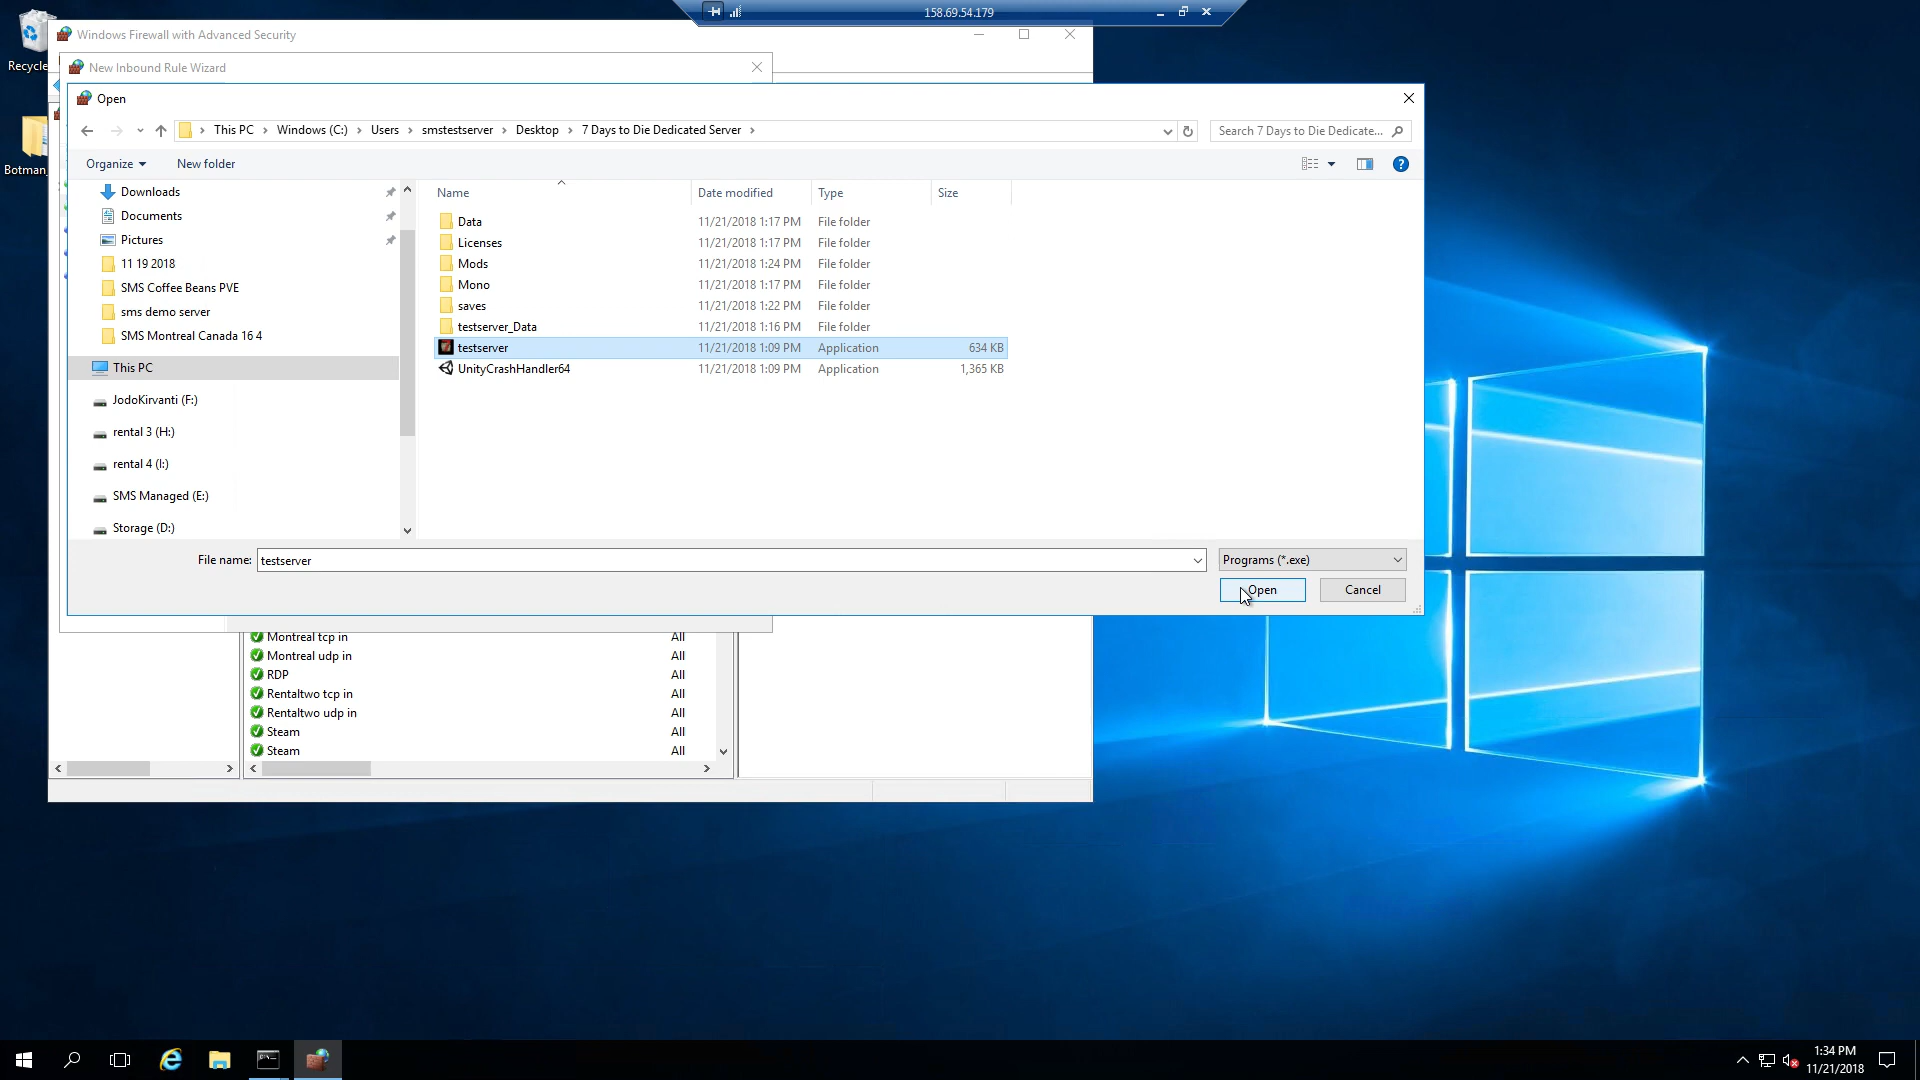 158.69.54.179
Recycle
Botman_
Windows Firewall with Advanced Security
New Inbound Rule Wizard
Open
This PC > Windows (C:) > Users > smstestserver > Desktop > 7 Days to Die Dedicated Server >
Search 7 Days to Die Dedicate...
Organize
New folder
Downloads
Documents
Pictures
11 19 2018
SMS Coffee Beans PVE
sms demo server
SMS Montreal Canada 16 4
This PC
JodoKirvanti (F:)
rental 3 (H:)
rental 4 (I:)
SMS Managed (E:)
Storage (D:)
Name Date modified Type Size
Data 11/21/2018 1:17 PM File folder
Licenses 11/21/2018 1:17 PM File folder
Mods 11/21/2018 1:24 PM File folder
Mono 11/21/2018 1:17 PM File folder
saves 11/21/2018 1:22 PM File folder
testserver_Data 11/21/2018 1:16 PM File folder
testserver 11/21/2018 1:09 PM Application 634 KB
UnityCrashHandler64 11/21/2018 1:09 PM Application 1,365 KB
File name: testserver
Programs (*.exe)
Open Cancel
Montreal tcp in All
Montreal udp in All
RDP All
Rentaltwo tcp in All
Rentaltwo udp in All
Steam All
Steam All
1:34 PM
11/21/2018